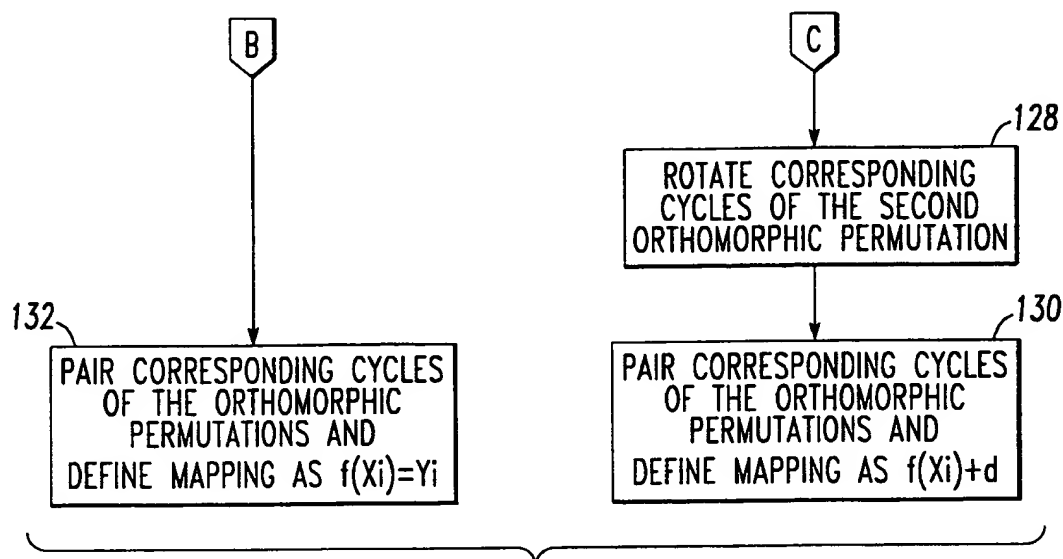 B
C
128
ROTATE CORRESPONDING
CYCLES OF THE SECOND
ORTHOMORPHIC PERMUTATION
132
PAIR CORRESPONDING CYCLES
OF THE ORTHOMORPHIC
PERMUTATIONS AND
DEFINE MAPPING AS f(Xi)=Yi
130
PAIR CORRESPONDING CYCLES
OF THE ORTHOMORPHIC
PERMUTATIONS AND
DEFINE MAPPING AS f(Xi)+d